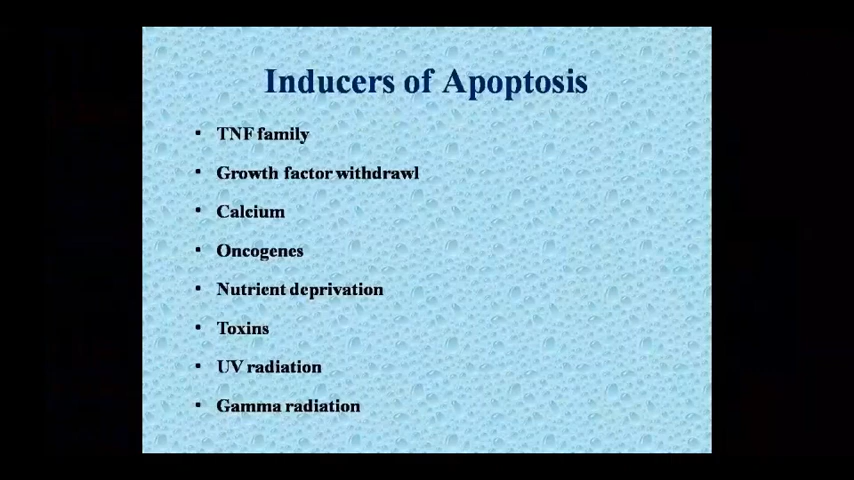 Inducers of Apoptosis
▪ TNF family
▪ Growth factor withdrawl
▪ Calcium
▪ Oncogenes
▪ Nutrient deprivation
▪ Toxins
▪ UV radiation
▪ Gamma radiation